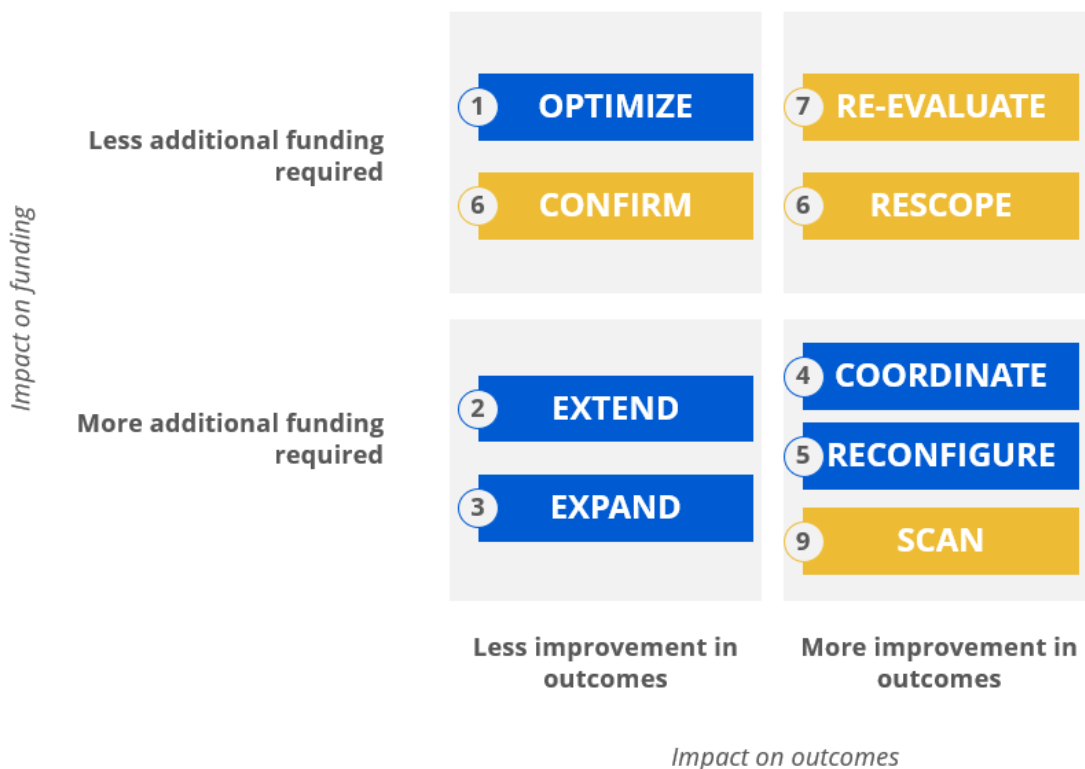 Impact on funding
Less additional funding
required
1 OPTIMIZE
6 CONFIRM
7 RE-EVALUATE
6 RESCOPE
More additional funding
required
2 EXTEND
3 EXPAND
4 COORDINATE
5 RECONFIGURE
9 SCAN
Less improvement in
outcomes
More improvement in
outcomes
Impact on outcomes